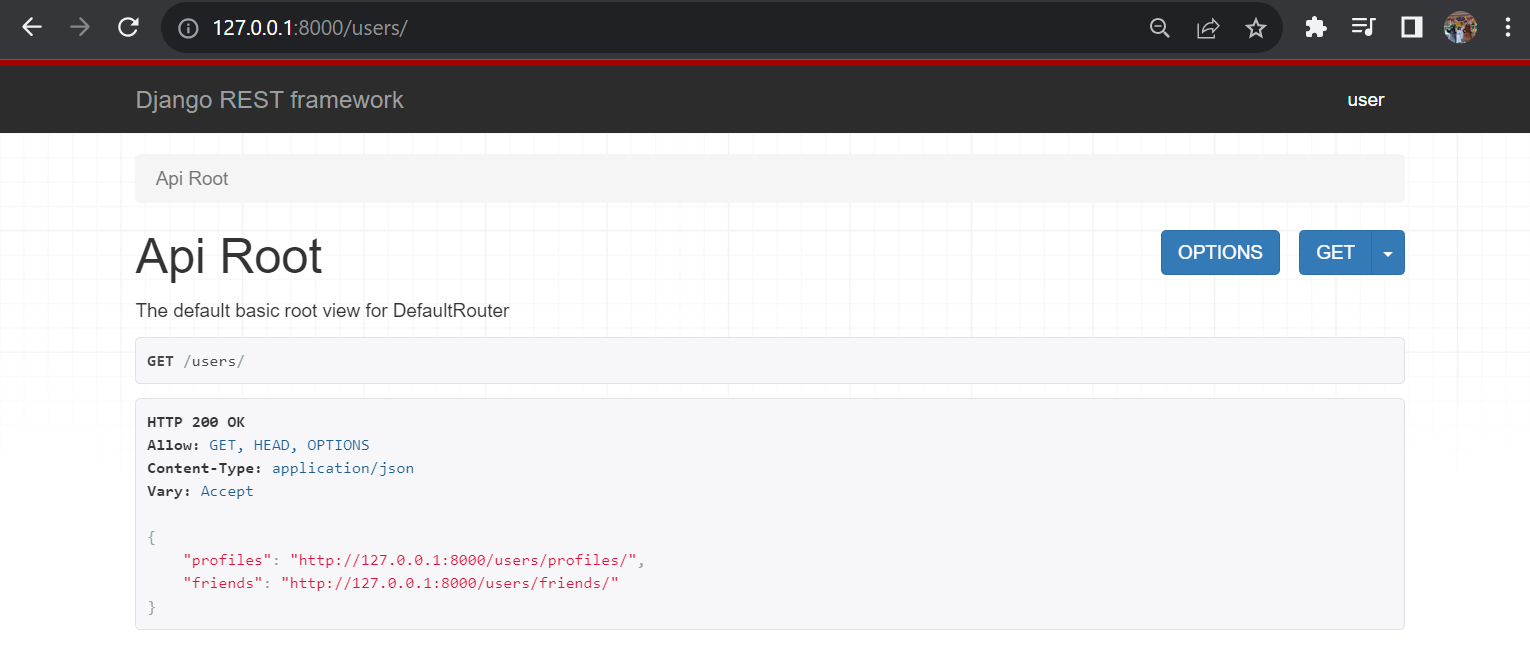 127.0.0.1:8000/users/
Django REST framework
user
Api Root
Api Root
OPTIONS
GET
The default basic root view for DefaultRouter
GET /users/
HTTP 200 OK
Allow: GET, HEAD, OPTIONS
Content-Type: application/json
Vary: Accept
{
    "profiles": "http://127.0.0.1:8000/users/profiles/",
    "friends": "http://127.0.0.1:8000/users/friends/"
}